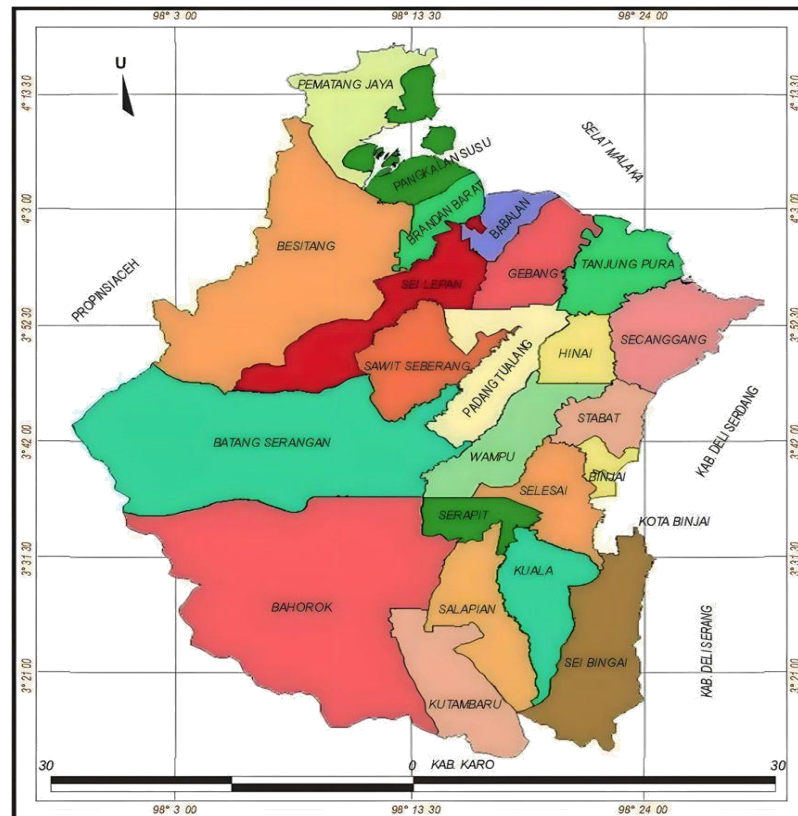 98° 3 00
98° 13 30
98° 24 00
U
PEMATANG JAYA
4° 13.30
4° 13.30
SELAT MALAKA
PANGKALAN SUSU
BRANDAN BARAT
BABALAN
4° 3 00
4° 3 00
BESITANG
GEBANG
TANJUNG PURA
PROPINSI ACEH
SEI LEPAN
3° 52 30
3° 52 30
SECANGGANG
HINAI
SAWIT SEBERANG
PADANG TUALANG
STABAT
KAB. DELI SERDANG
BATANG SERANGAN
3° 42 00
3° 42 00
WAMPU
BINJAI
SELESAI
SERAPIT
KOTA BINJAI
3° 31 30
3° 31 30
KUALA
BAHOROK
SALAPIAN
KAB. DELI SERANG
SEI BINGAI
3° 21 00
3° 21 00
KUTAMBARU
KAB. KARO
30
0
30
98° 3 00
98° 13 30
98° 24 00